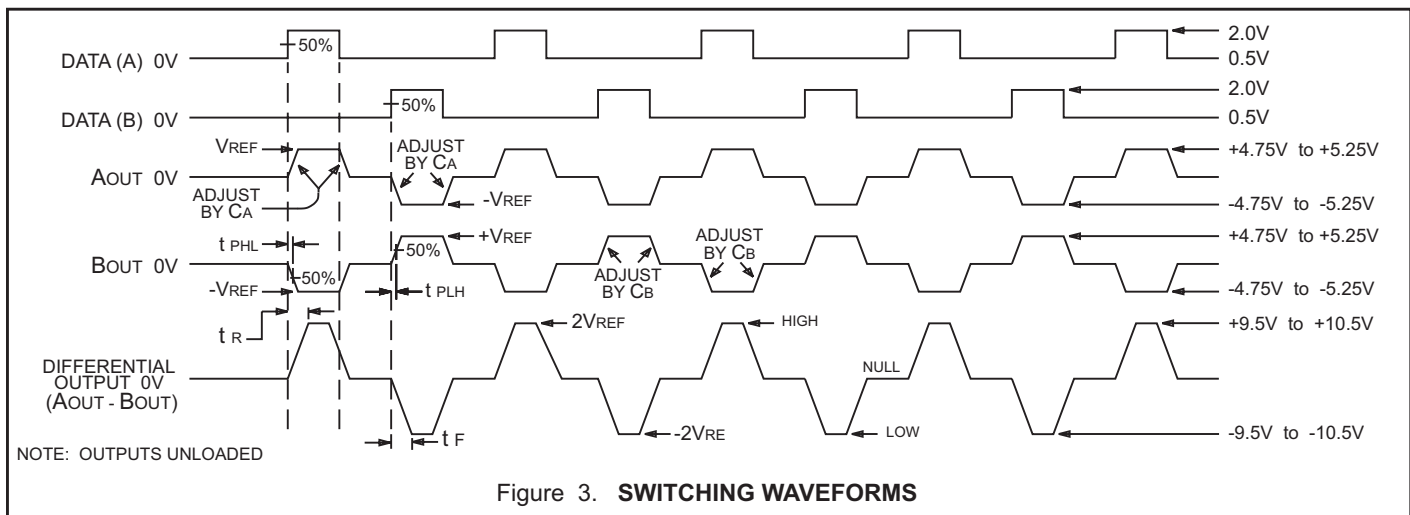 50%
2.0V
DATA (A) 0V
0.5V
50%
2.0V
DATA (B) 0V
0.5V
VREF
ADJUST
BY CA
+4.75V to +5.25V
AOUT 0V
ADJUST
BY CA
-VREF
-4.75V to -5.25V
t PHL
+VREF
50%
ADJUST
BY CB
+4.75V to +5.25V
BOUT 0V
50%
ADJUST
BY CB
-VREF
t PLH
-4.75V to -5.25V
t R
2VREF
HIGH
+9.5V to +10.5V
DIFFERENTIAL
OUTPUT 0V
(AOUT - BOUT)
NULL
t F
-2VRE
LOW
-9.5V to -10.5V
NOTE: OUTPUTS UNLOADED
Figure 3. SWITCHING WAVEFORMS